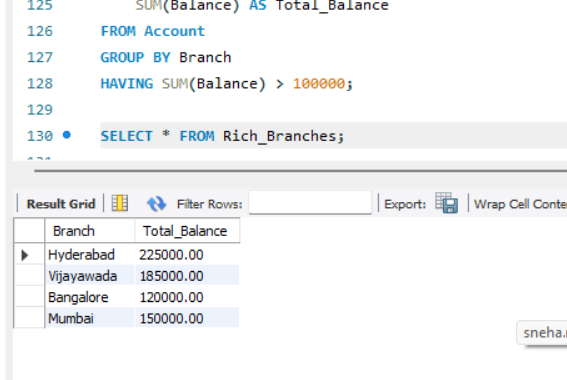 125 SUM(Balance) AS Total_Balance
126 FROM Account
127 GROUP BY Branch
128 HAVING SUM(Balance) > 100000;
129
130 SELECT * FROM Rich_Branches;
Result Grid Filter Rows: Export: Wrap Cell Conte
Branch Total_Balance
Hyderabad 225000.00
Vijayawada 185000.00
Bangalore 120000.00
Mumbai 150000.00
sneha.